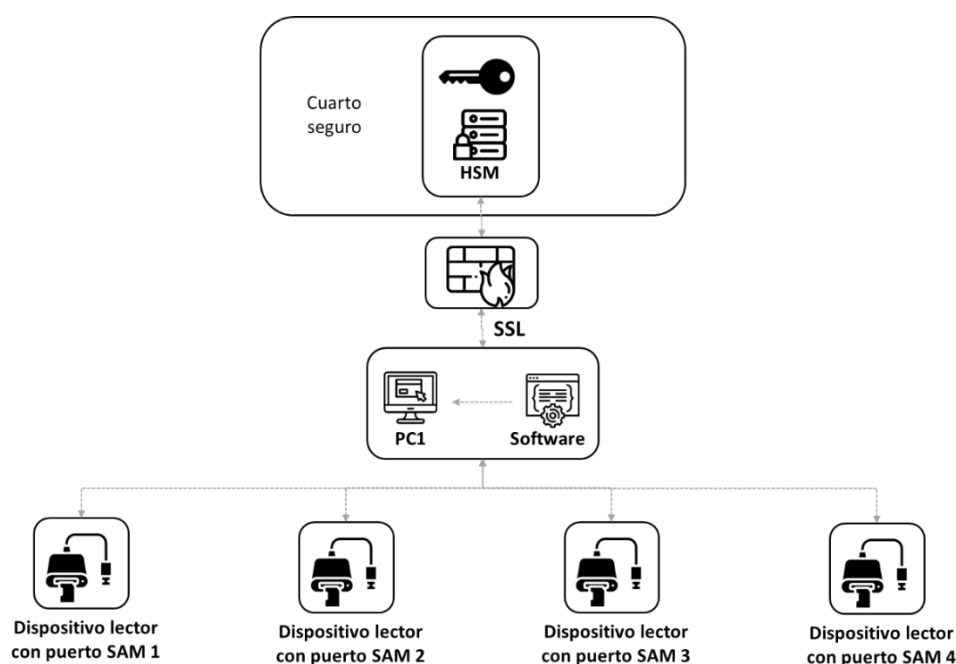 Cuarto
seguro
HSM
SSL
PC1
Software
Dispositivo lector
con puerto SAM 1
Dispositivo lector
con puerto SAM 2
Dispositivo lector
con puerto SAM 3
Dispositivo lector
con puerto SAM 4